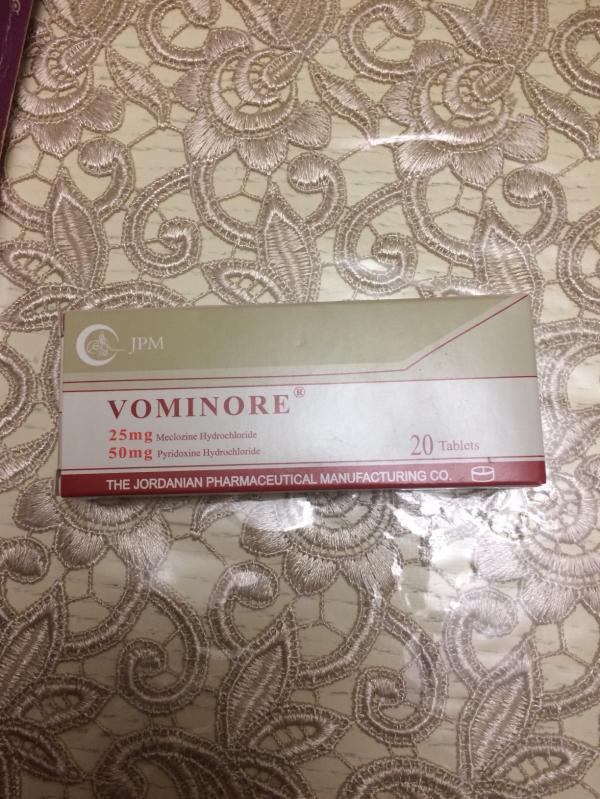 JPM
VOMINORE®
25mg Meclozine Hydrochloride
50mg Pyridoxine Hydrochloride
20 Tablets
THE JORDANIAN PHARMACEUTICAL MANUFACTURING CO.